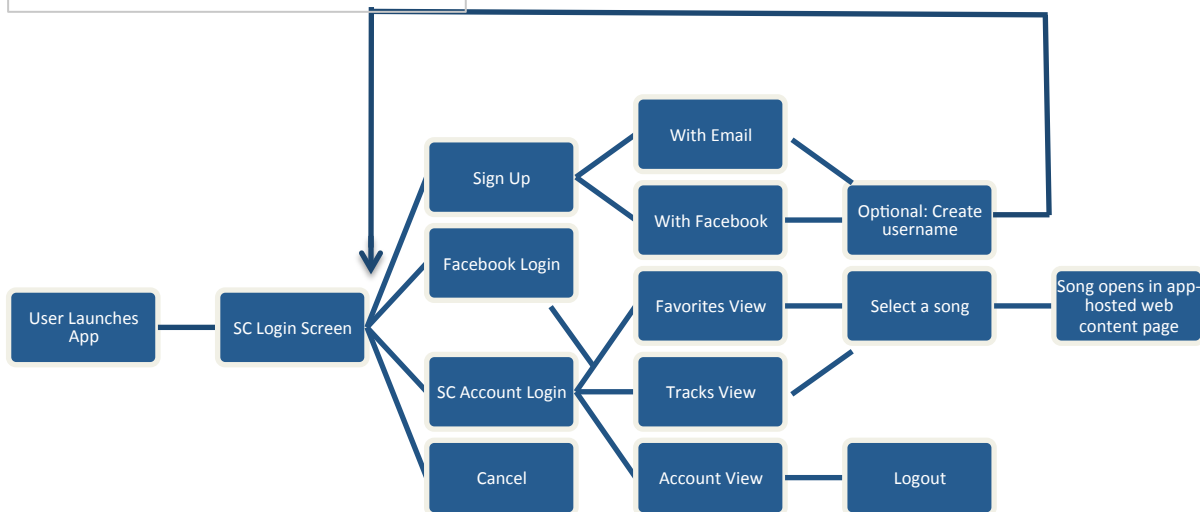 With Email
Sign Up
With Facebook
Optional: Create
username
Facebook Login
User Launches
App
SC Login Screen
Favorites View
Select a song
Song opens in app-
hosted web
content page
SC Account Login
Tracks View
Cancel
Account View
Logout